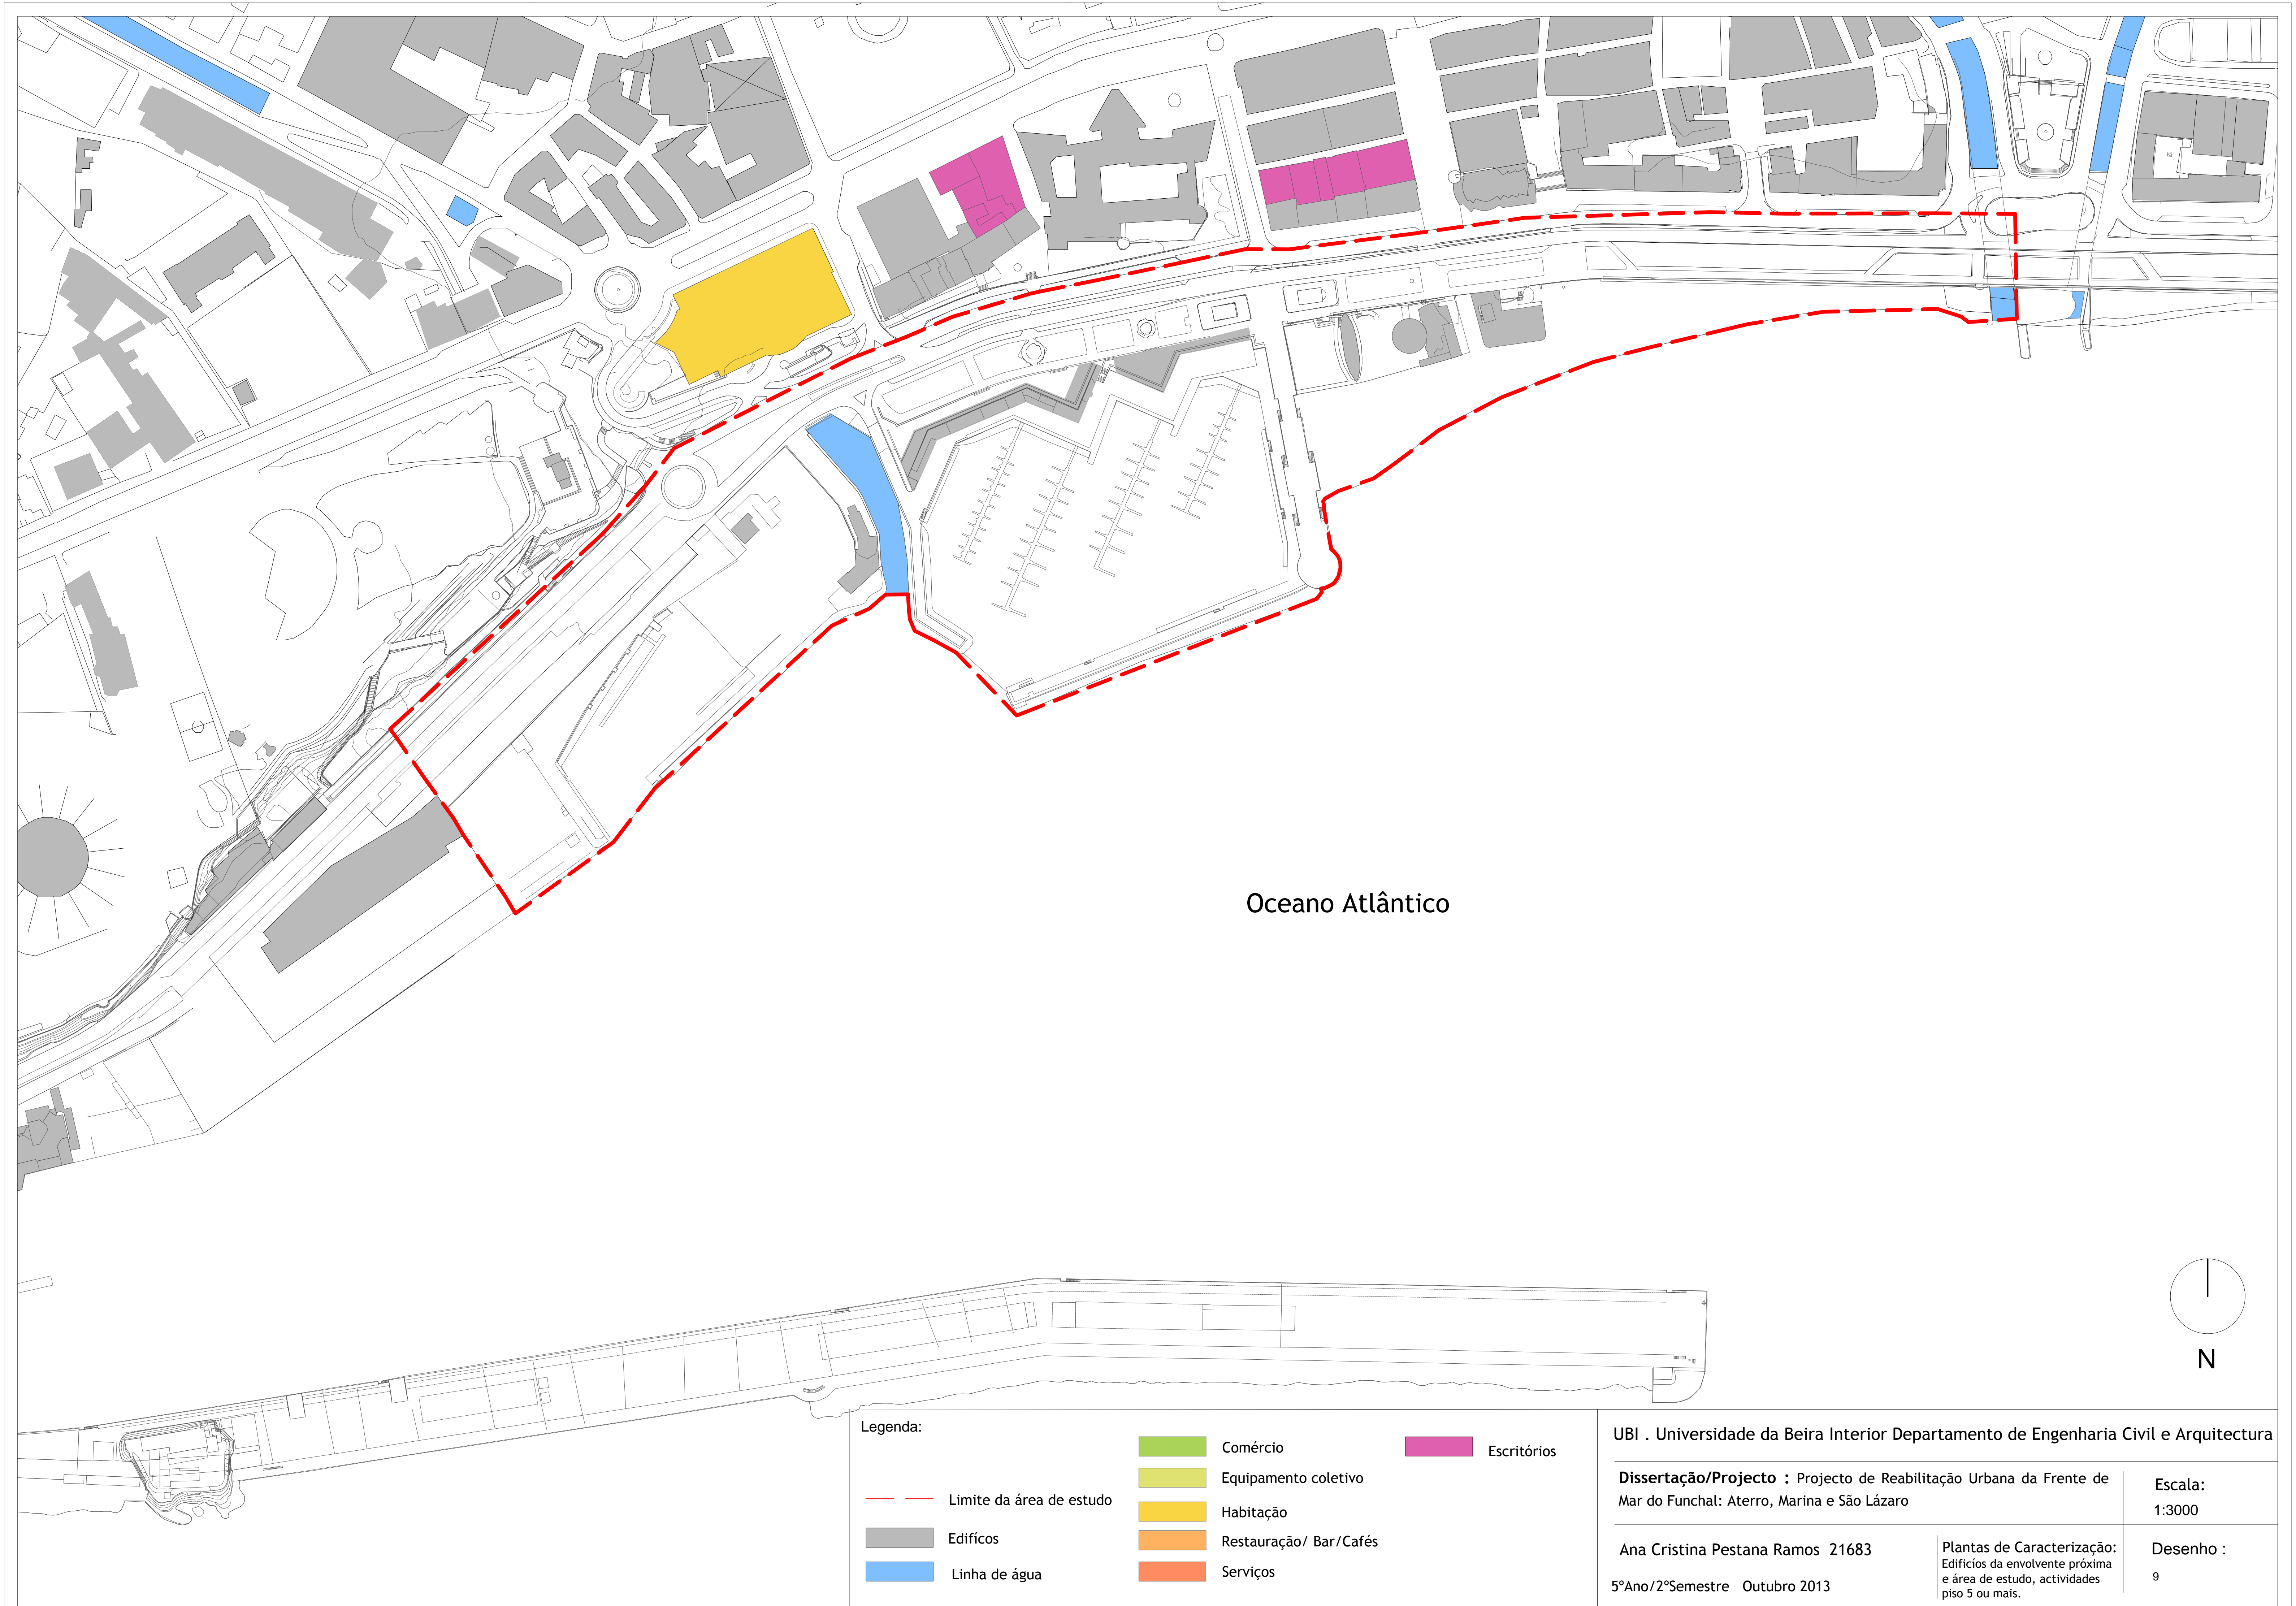 Oceano Atlântico
N
Legenda:
Limite da área de estudo
Edifícos
Linha de água
Comércio
Equipamento coletivo
Habitação
Restauração/ Bar/Cafés
Serviços
Escritórios
UBI . Universidade da Beira Interior Departamento de Engenharia Civil e Arquitectura
Dissertação/Projecto : Projecto de Reabilitação Urbana da Frente de
Mar do Funchal: Aterro, Marina e São Lázaro
Escala:
1:3000
Ana Cristina Pestana Ramos 21683
5ºAno/2ºSemestre Outubro 2013
Plantas de Caracterização:
Edificíos da envolvente próxima
e área de estudo, actividades
piso 5 ou mais.
Desenho :
9